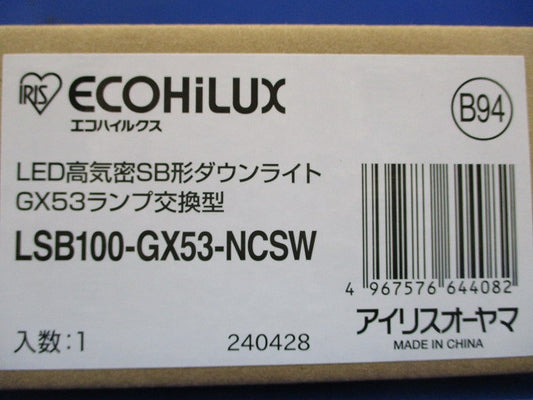 IRIS ECOHiLUX
エコハイルクス
B94
LED高気密SB形ダウンライト
GX53ランプ交換型
LSB100-GX53-NCSW
4 967576 644082
入数:1
240428
アイリスオーヤマ
MADE IN CHINA